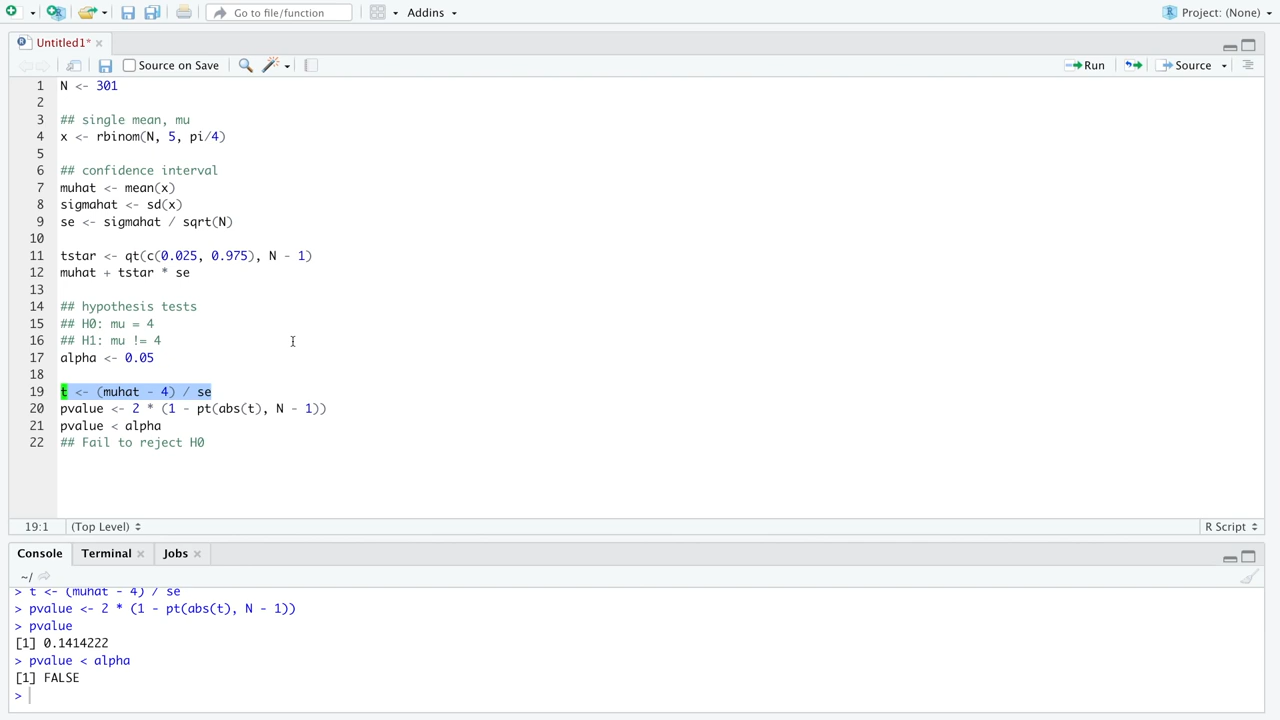 Go to file/function
Addins
Project: (None)
Untitled1*
Source on Save
Run
Source
1 N <- 301
2
3 ## single mean, mu
4 x <- rbinom(N, 5, pi/4)
5
6 ## confidence interval
7 muhat <- mean(x)
8 sigmahat <- sd(x)
9 se <- sigmahat / sqrt(N)
10
11 tstar <- qt(c(0.025, 0.975), N - 1)
12 muhat + tstar * se
13
14 ## hypothesis tests
15 ## H0: mu = 4
16 ## H1: mu != 4
17 alpha <- 0.05
18
19 t <- (muhat - 4) / se
20 pvalue <- 2 * (1 - pt(abs(t), N - 1))
21 pvalue < alpha
22 ## Fail to reject H0
19:1 (Top Level) R Script
Console Terminal Jobs
~/
> t <- (muhat - 4) / se
> pvalue <- 2 * (1 - pt(abs(t), N - 1))
> pvalue
[1] 0.1414222
> pvalue < alpha
[1] FALSE
>